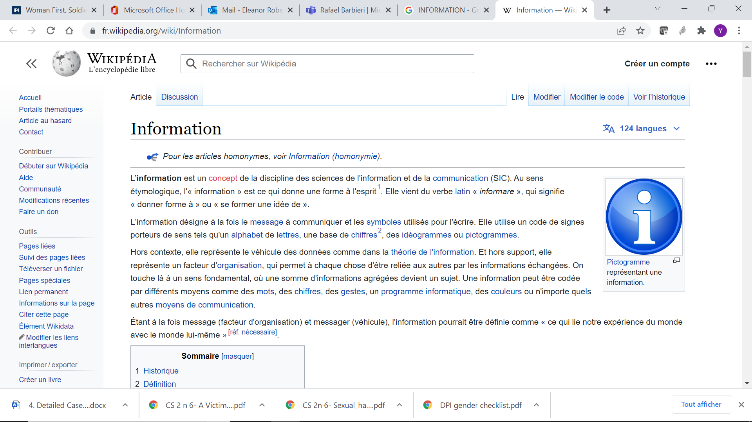 Woman First, Soldi
Microsoft Office Ho
Mail - Eleanor Robe
Rafael Barbieri | Mi
INFORMATION - G
Information — Wiki
fr.wikipedia.org/wiki/Information
Y
WIKIPÉDIA
L'encyclopédie libre
Rechercher sur Wikipédia
Créer un compte
Accueil
Portails thématiques
Article au hasard
Contact
Contribuer
Débuter sur Wikipédia
Aide
Communauté
Modifications récentes
Faire un don
Outils
Pages liées
Suivi des pages liées
Téléverser un fichier
Pages spéciales
Lien permanent
Informations sur la page
Citer cette page
Élément Wikidata
Modifier les liens
interlangues
Imprimer / exporter
Créer un livre
Article Discussion Lire Modifier Modifier le code Voir l'historique
Information
124 langues
Pour les articles homonymes, voir Information (homonymie).
L'information est un concept de la discipline des sciences de l'information et de la communication (SIC). Au sens
étymologique, l'« information » est ce qui donne une forme à l'esprit 1. Elle vient du verbe latin « informare », qui signifie
« donner forme à » ou « se former une idée de ».
L'information désigne à la fois le message à communiquer et les symboles utilisés pour l'écrire. Elle utilise un code de signes
porteurs de sens tels qu'un alphabet de lettres, une base de chiffres2, des idéogrammes ou pictogrammes.
Hors contexte, elle représente le véhicule des données comme dans la théorie de l'information. Et hors support, elle
représente un facteur d'organisation, qui permet à chaque chose d'être reliée aux autres par les informations échangées. On
touche là à un sens fondamental, où une somme d'informations agrégées devient un sujet. Une information peut être codée
par différents moyens comme des mots, des chiffres, des gestes, un programme informatique, des couleurs ou n'importe quels
autres moyens de communication.
Étant à la fois message (facteur d'organisation) et messager (véhicule), l'information pourrait être définie comme « ce qui lie notre expérience du monde
avec le monde lui-même »[réf. nécessaire].
i
Pictogramme
représentant une
information.
Sommaire [masquer]
1 Historique
2 Définition
4. Detailed Case....docx
CS 2 n 6- A Victim....pdf
CS 2n 6- Sexual_ha....pdf
DPI gender checklist.pdf
Tout afficher